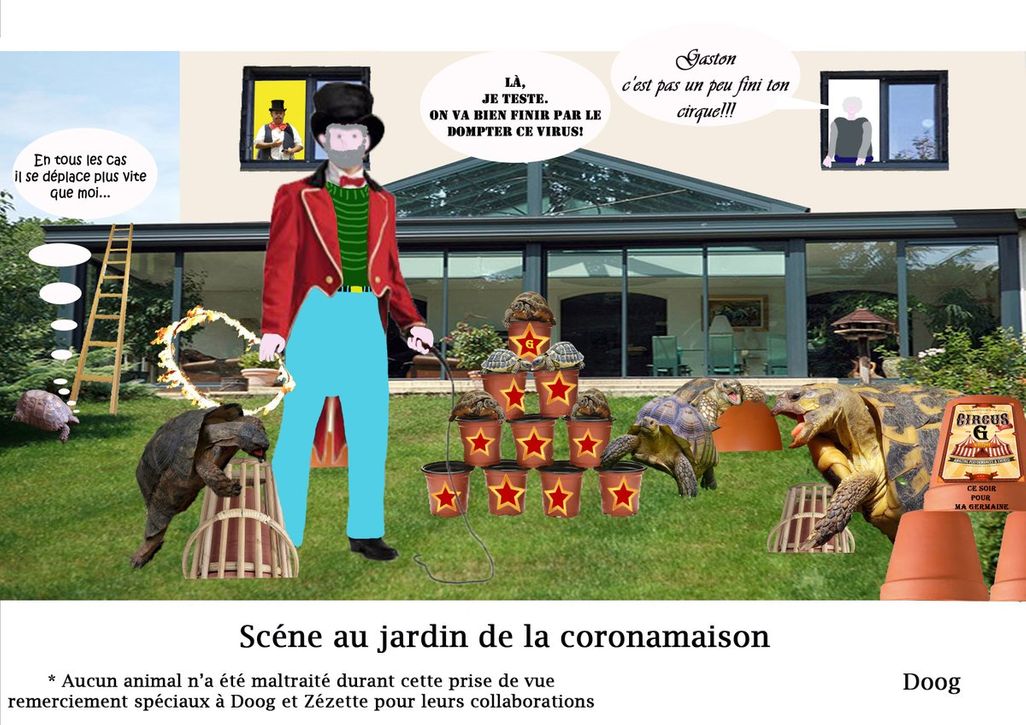 En tous les cas
il se déplace plus vite
que moi...
LÀ,
JE TESTE.
ON VA BIEN FINIR PAR LE
DOMPTER CE VIRUS!
Gaston
c'est pas un peu fini ton
cirque!!!
G
CIRCUS
G
CE SOIR
POUR
MA GERMAINE
Scéne au jardin de la coronamaison
* Aucun animal n'a été maltraité durant cette prise de vue
remerciement spéciaux à Doog et Zézette pour leurs collaborations
Doog